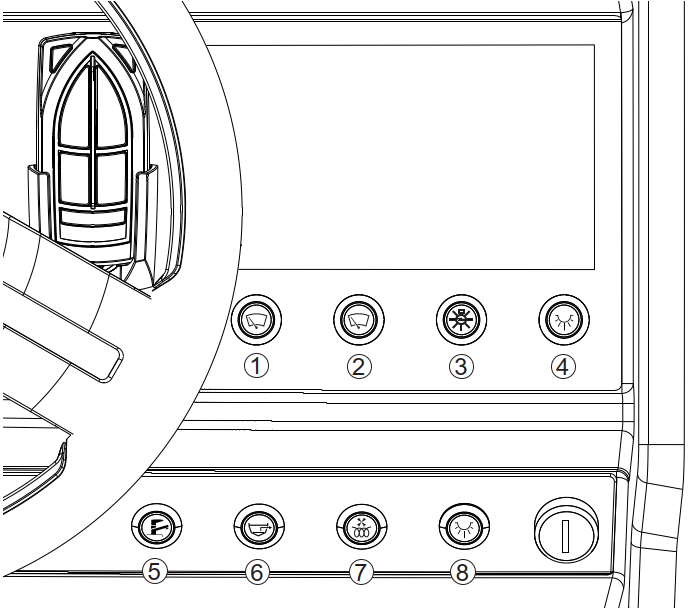 ① ② ③ ④
⑤ ⑥ ⑦ ⑧